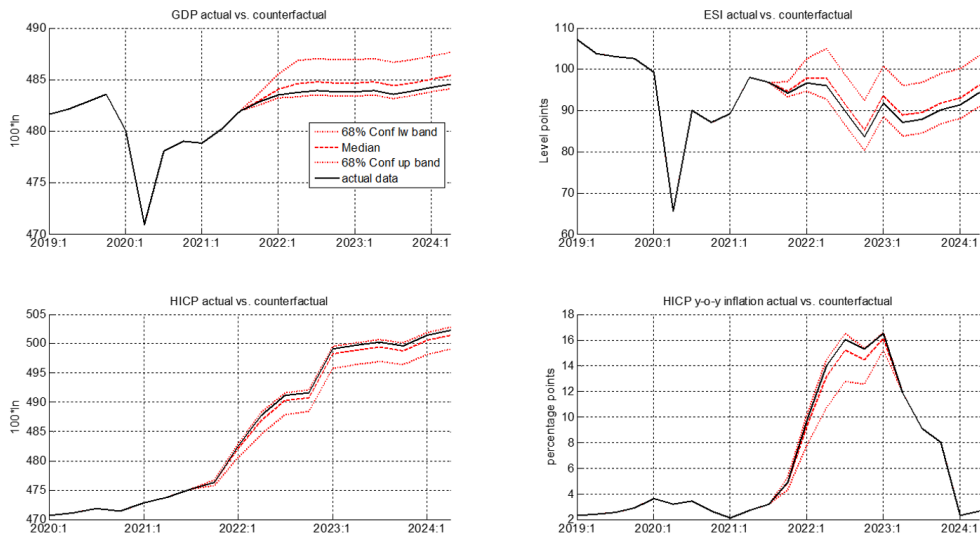 GDP actual vs. counterfactual
490
485
480
475
470
100*ln
2019:1 2020:1 2021:1 2022:1 2023:1 2024:1
68% Conf lw band
Median
68% Conf up band
actual data
ESI actual vs. counterfactual
110
100
90
80
70
60
Level points
2019:1 2020:1 2021:1 2022:1 2023:1 2024:1
HICP actual vs. counterfactual
505
500
495
490
485
480
475
470
100*ln
2020:1 2021:1 2022:1 2023:1 2024:1
HICP y-o-y inflation actual vs. counterfactual
18
16
14
12
10
8
6
4
2
percentage points
2019:1 2020:1 2021:1 2022:1 2023:1 2024:1